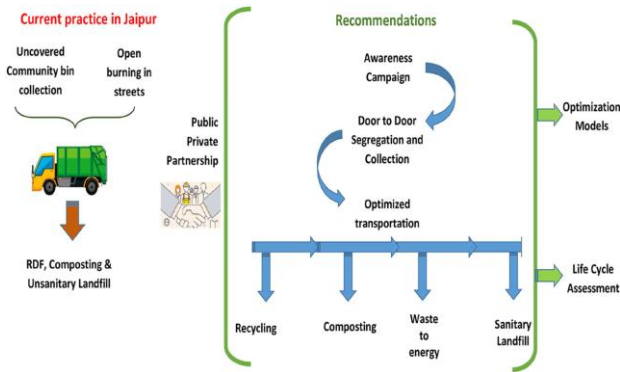 Current practice in Jaipur
Uncovered
Community bin
collection
Open
burning in
streets
RDF, Composting &
Unsanitary Landfill
Public
Private
Partnership
Recommendations
Awareness
Campaign
Door to Door
Segregation and
Collection
Optimized
transportation
Recycling
Composting
Waste
to
energy
Sanitary
Landfill
Optimization
Models
Life Cycle
Assessment